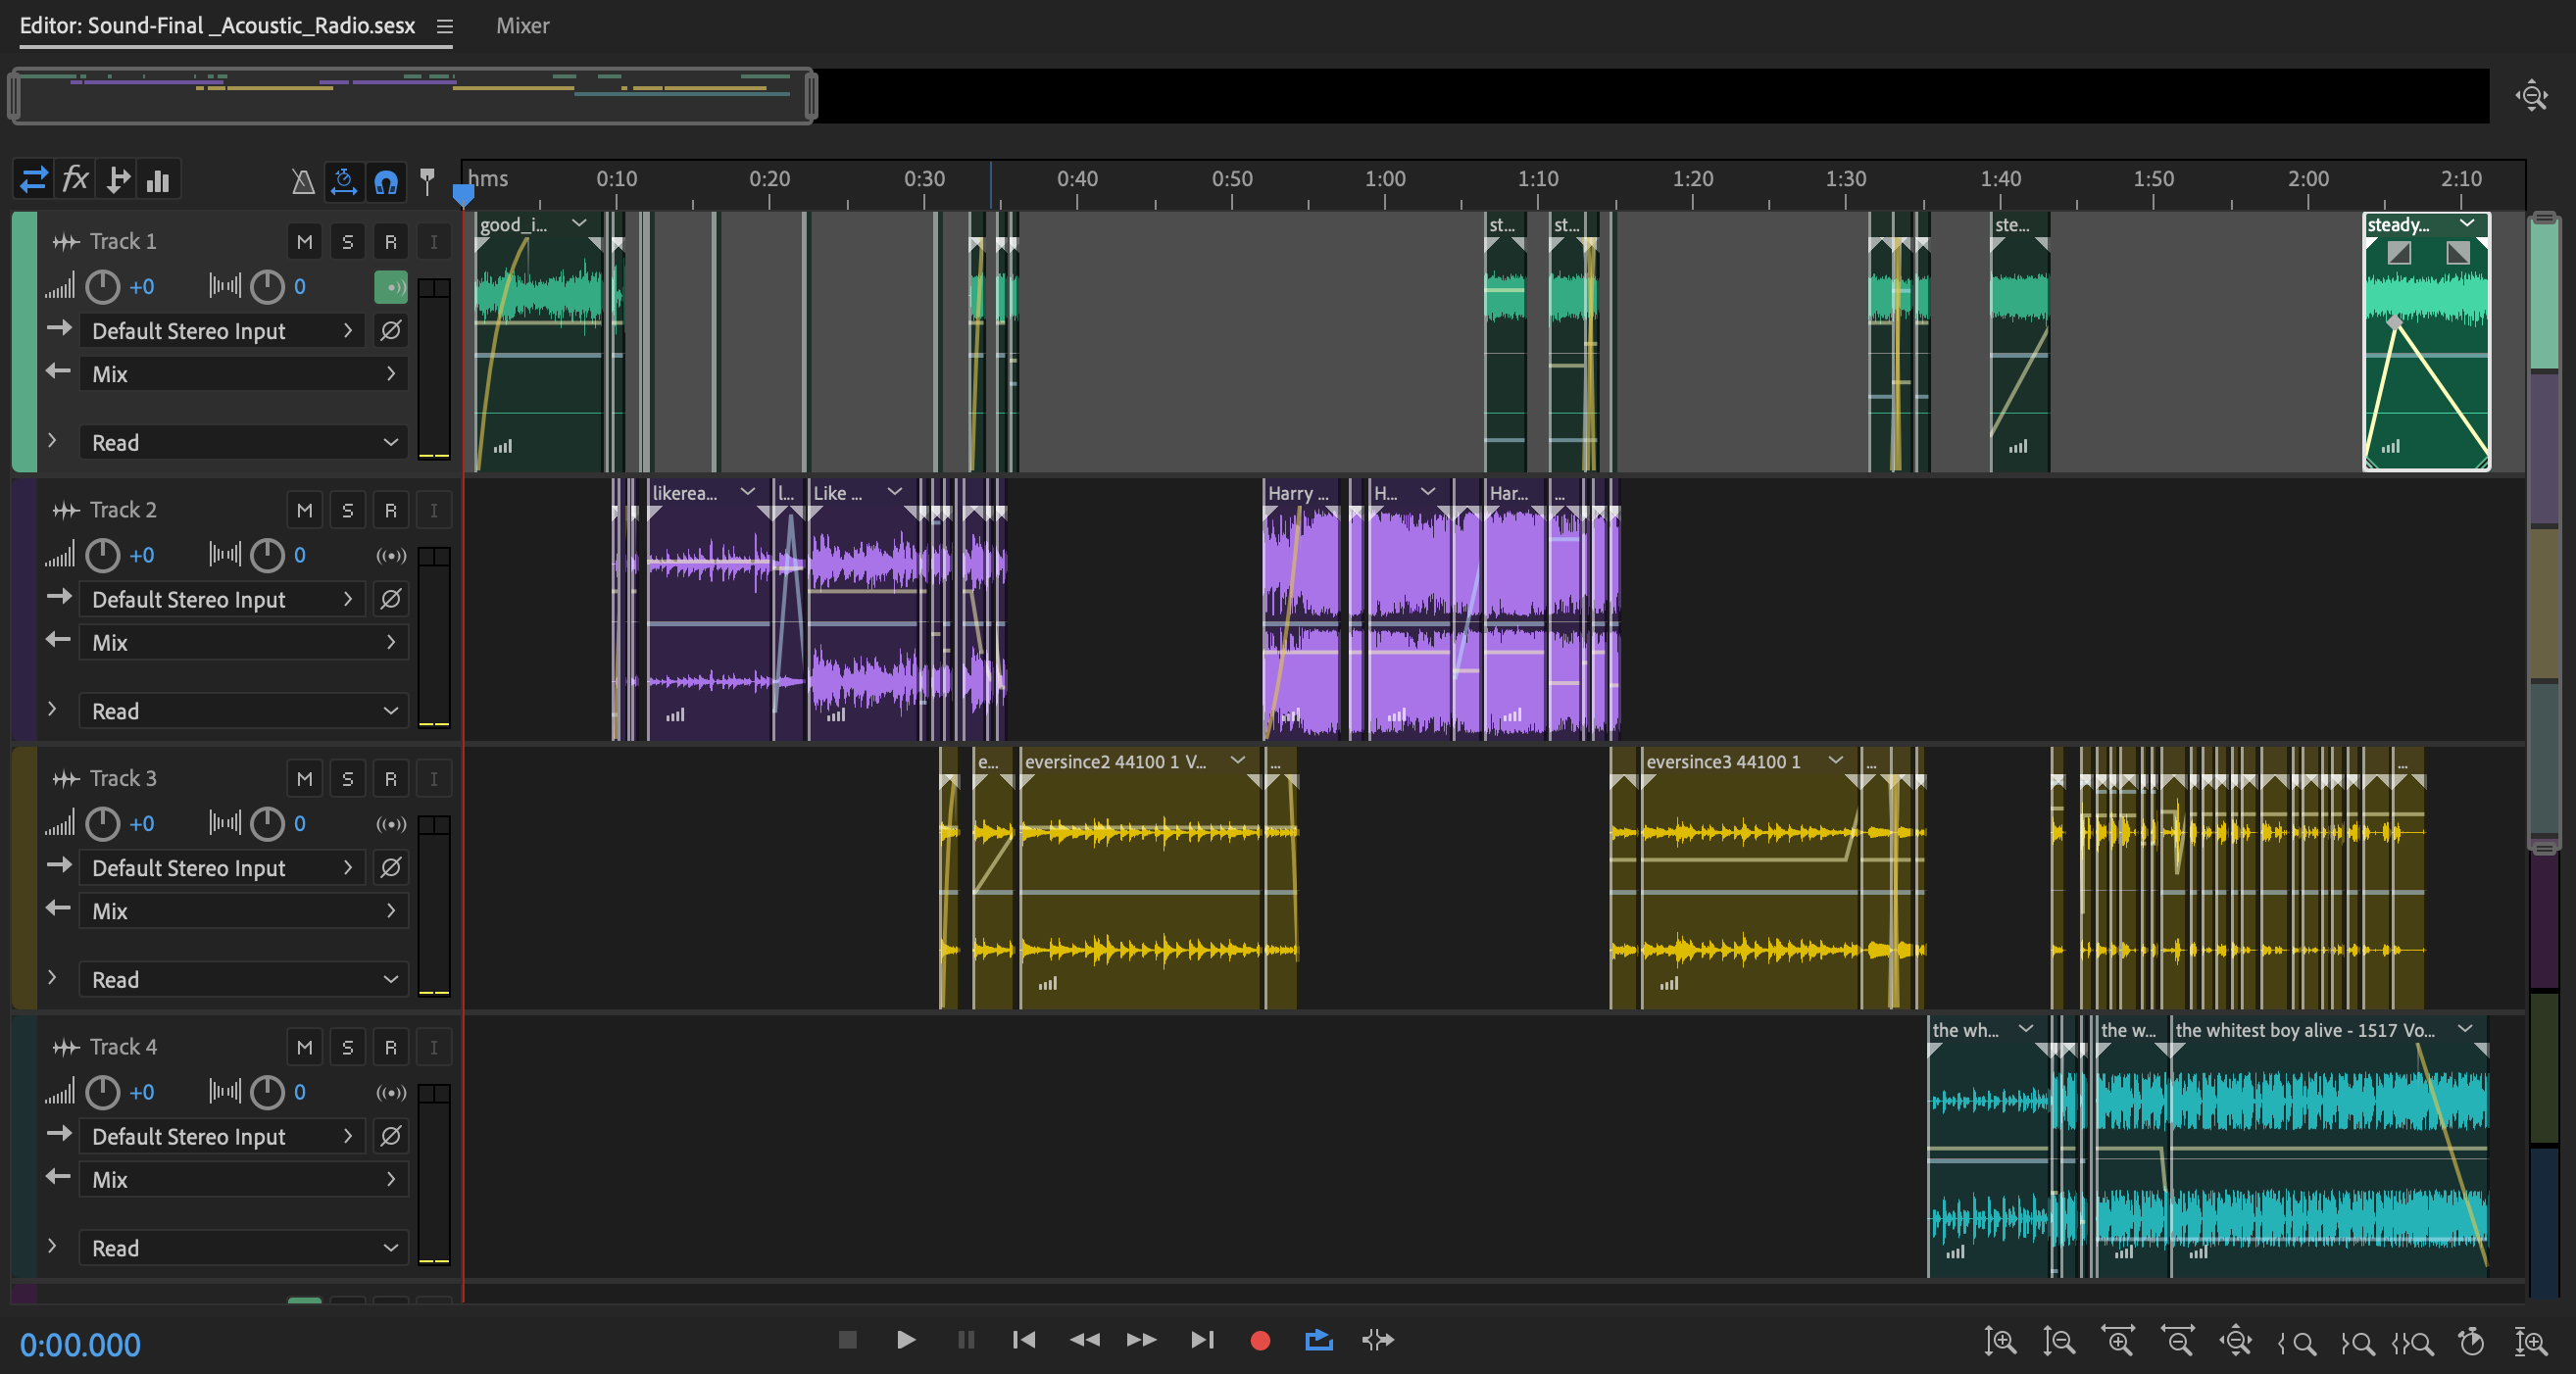 Editor: Sound-Final _Acoustic_Radio.sesx ≡ Mixer
fx hms 0:10 0:20 0:30 0:40 0:50 1:00 1:10 1:20 1:30 1:40 1:50 2:00 2:10
Track 1 M S R I
good_i... st... st... ste... steady...
+0 0
Default Stereo Input
Mix
Read
Track 2 M S R I
likerea... l... Like ... Harry ... H... Har... ...
+0 0
Default Stereo Input
Mix
Read
Track 3 M S R I
e... eversince2 44100 1 V... ... eversince3 44100 1 ... ...
+0 0
Default Stereo Input
Mix
Read
Track 4 M S R I
the wh... the w... the whitest boy alive - 1517 Vo...
+0 0
Default Stereo Input
Mix
Read
0:00.000